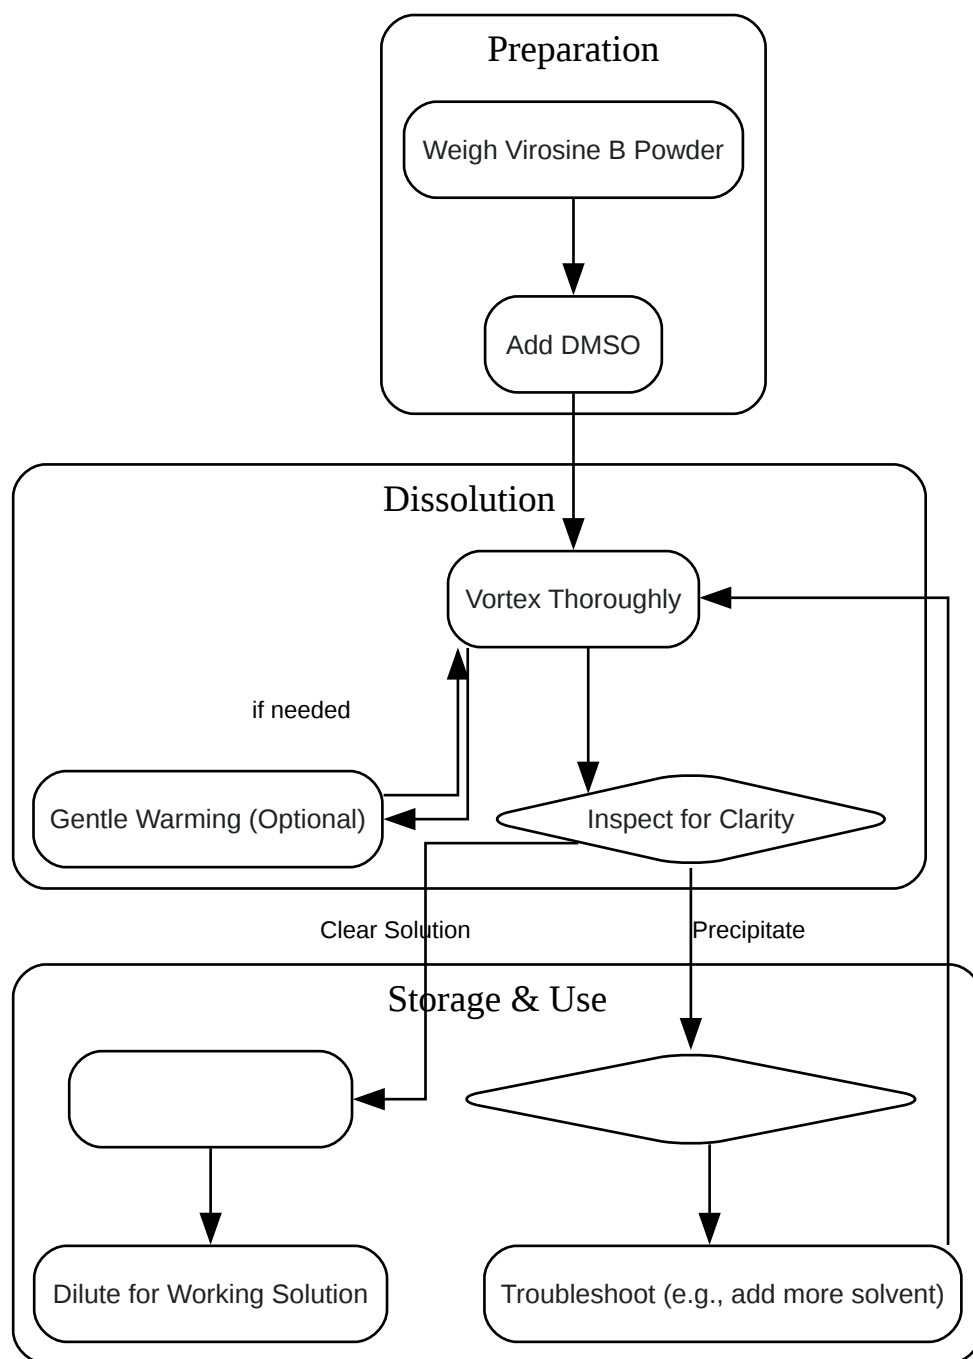 Preparation
Weigh Virosine B Powder
Add DMSO
Dissolution
Vortex Thoroughly
if needed
Gentle Warming (Optional)
Inspect for Clarity
Clear Solution
Precipitate
Storage & Use
Dilute for Working Solution
Troubleshoot (e.g., add more solvent)